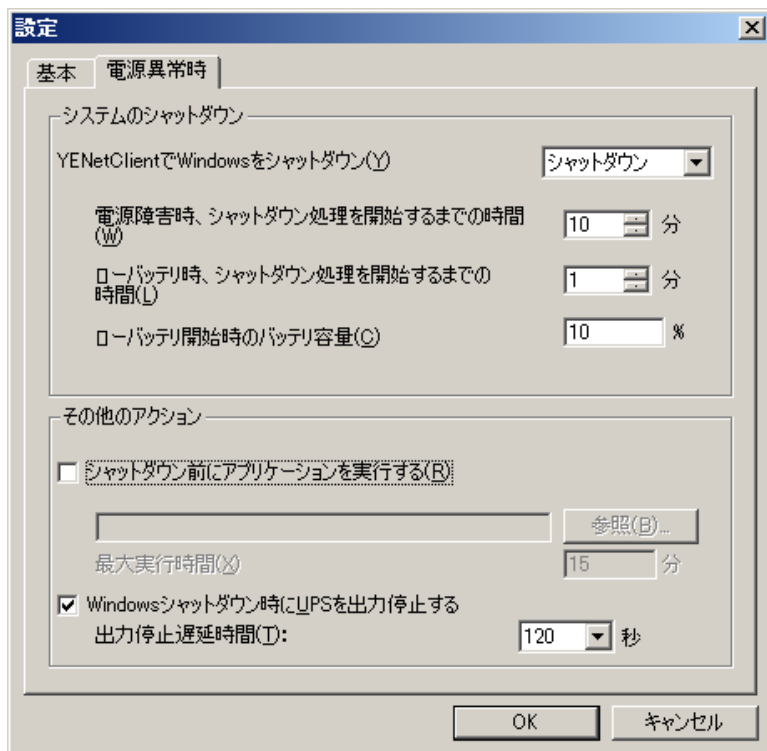 設定
基本 電源異常時
システムのシャットダウン
YENetClientでWindowsをシャットダウン(Y) シャットダウン
電源障害時、シャットダウン処理を開始するまでの時間
(W) 10 分
ローバッテリ時、シャットダウン処理を開始するまでの
時間(L) 1 分
ローバッテリ開始時のバッテリ容量(C) 10 %
その他のアクション
シャットダウン前にアプリケーションを実行する(R)
参照(B)...
最大実行時間(X) 15 分
Windowsシャットダウン時にUPSを出力停止する
出力停止遅延時間(T): 120 秒
OK キャンセル